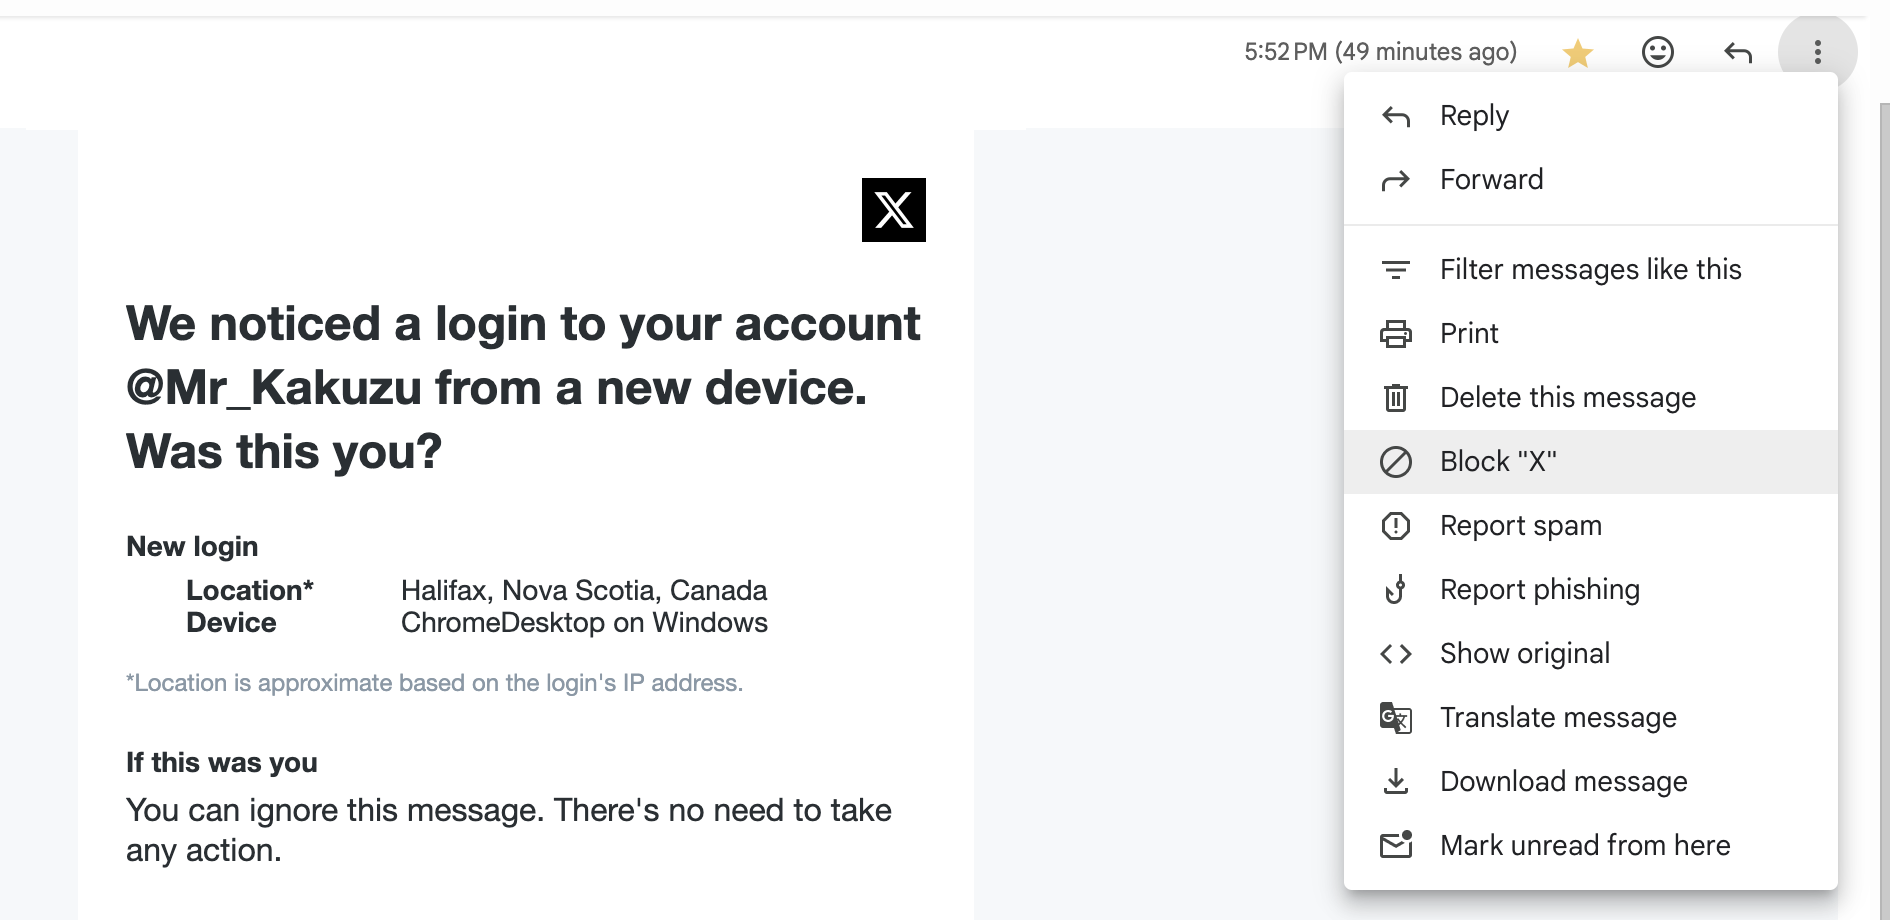 5:52 PM (49 minutes ago)
X
We noticed a login to your account
@Mr_Kakuzu from a new device.
Was this you?
New login
Location* Halifax, Nova Scotia, Canada
Device ChromeDesktop on Windows
*Location is approximate based on the login's IP address.
If this was you
You can ignore this message. There's no need to take
any action.
Reply
Forward
Filter messages like this
Print
Delete this message
Block "X"
Report spam
Report phishing
Show original
Translate message
Download message
Mark unread from here